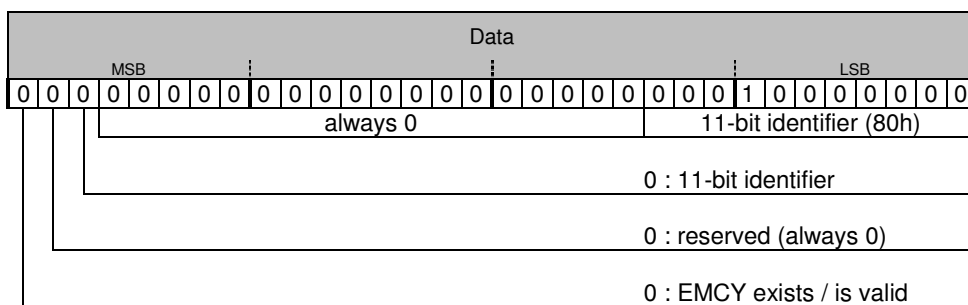 Data
MSB LSB
0 0 0 0 0 0 0 0 0 0 0 0 0 0 0 0 0 0 0 0 0 0 0 0 1 0 0 0 0 0 0 0
always 0 11-bit identifier (80h)
0 : 11-bit identifier
0 : reserved (always 0)
0 : EMCY exists / is valid